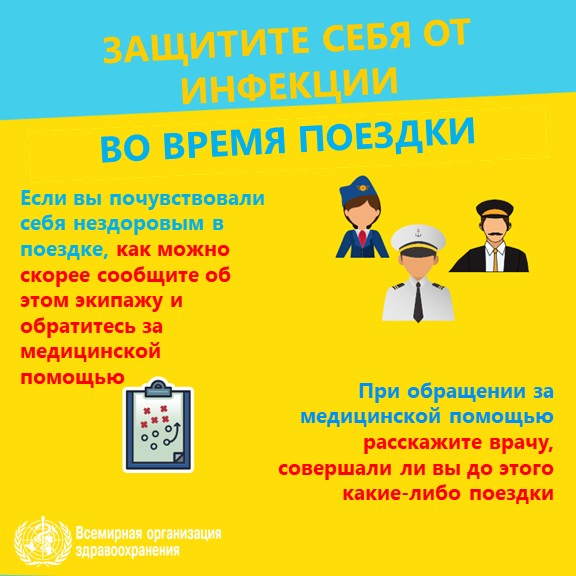 ЗАЩИТИТЕ СЕБЯ ОТ
ИНФЕКЦИИ
ВО ВРЕМЯ ПОЕЗДКИ
Если вы почувствовали
себя нездоровым в
поездке, как можно
скорее сообщите об
этом экипажу и
обратитесь за
медицинской
помощью
При обращении за
медицинской помощью
расскажите врачу,
совершали ли вы до этого
какие-либо поездки
Всемирная организация
здравоохранения